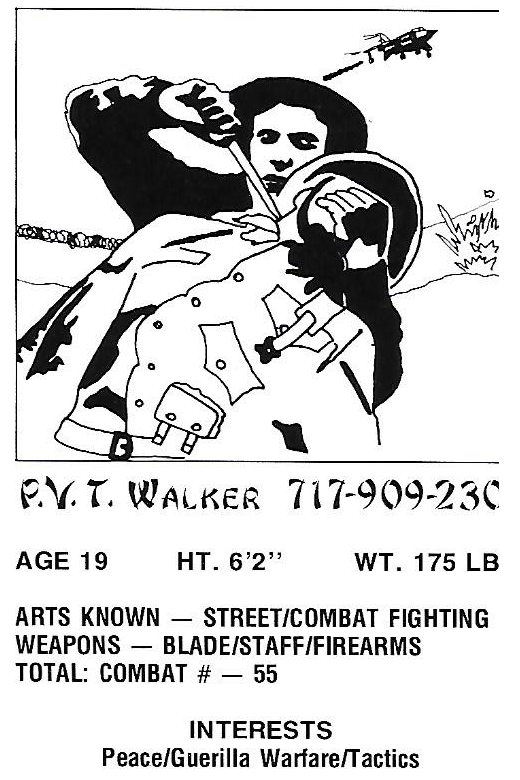 P.V.T. WALKER 717-909-230
AGE 19 HT. 6'2'' WT. 175 LB
ARTS KNOWN — STREET/COMBAT FIGHTING
WEAPONS — BLADE/STAFF/FIREARMS
TOTAL: COMBAT # — 55
INTERESTS
Peace/Guerilla Warfare/Tactics